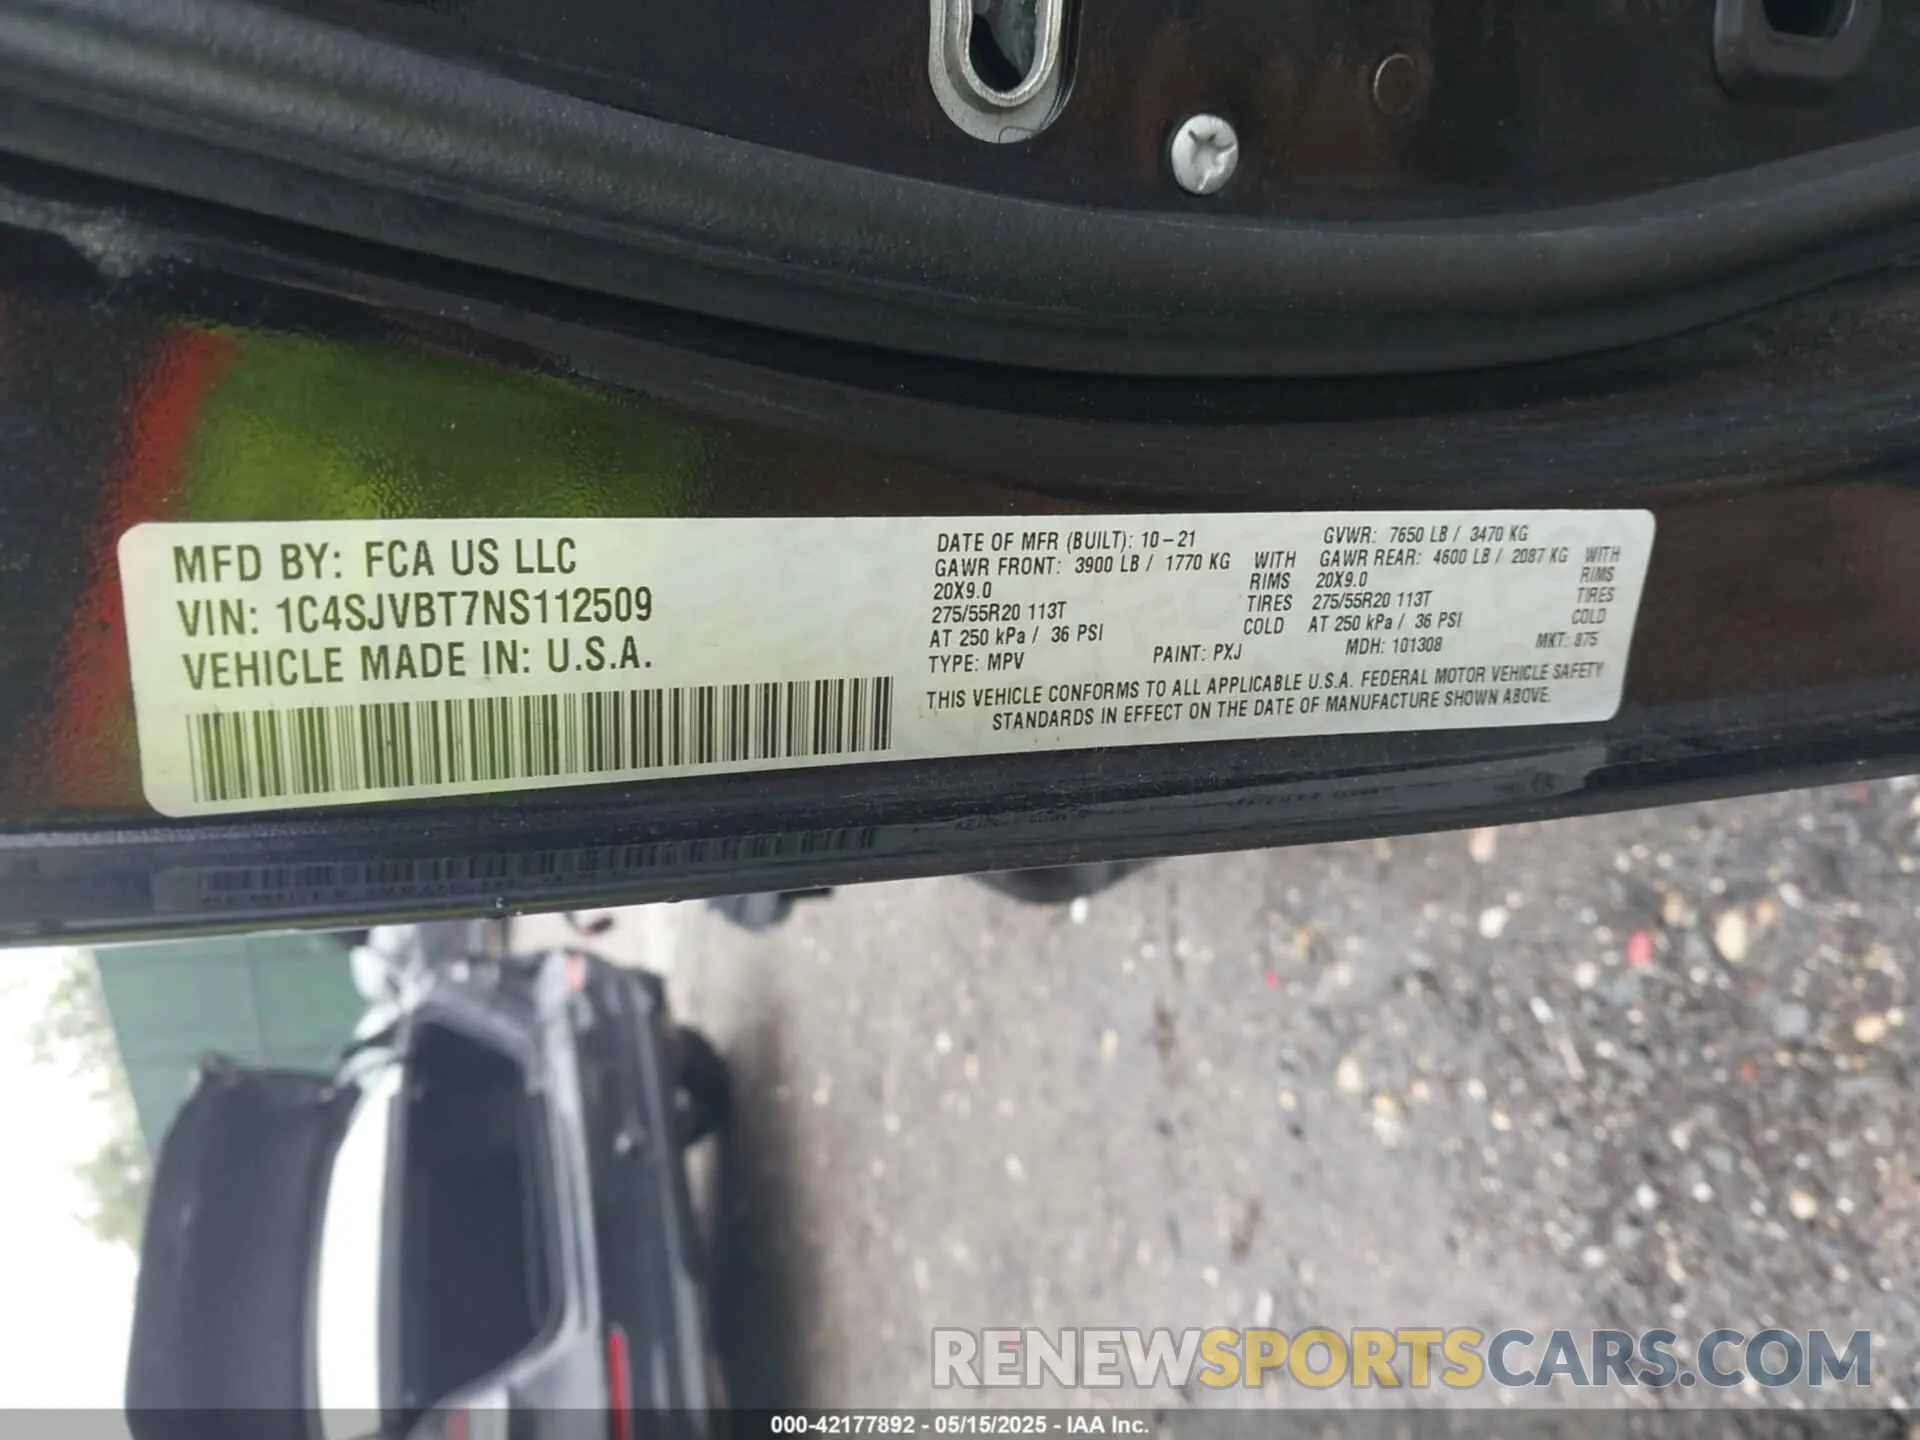 MFD BY: FCA US LLC
VIN: 1C4SJVBT7NS112509
VEHICLE MADE IN: U.S.A.
DATE OF MFR (BUILT): 10-21 GVWR: 7650 LB / 3470 KG
GAWR FRONT: 3900 LB / 1770 KG WITH GAWR REAR: 4600 LB / 2087 KG WITH
20X9.0 RIMS 20X9.0 RIMS
275/55R20 113T TIRES 275/55R20 113T TIRES
AT 250 kPa / 36 PSI COLD AT 250 kPa / 36 PSI COLD
TYPE: MPV PAINT: PXJ MDH: 101308 MKT: 875
THIS VEHICLE CONFORMS TO ALL APPLICABLE U.S.A. FEDERAL MOTOR VEHICLE SAFETY
STANDARDS IN EFFECT ON THE DATE OF MANUFACTURE SHOWN ABOVE.
RENEWSPORTSCARS.COM
000-42177892 - 05/15/2025 - IAA Inc.